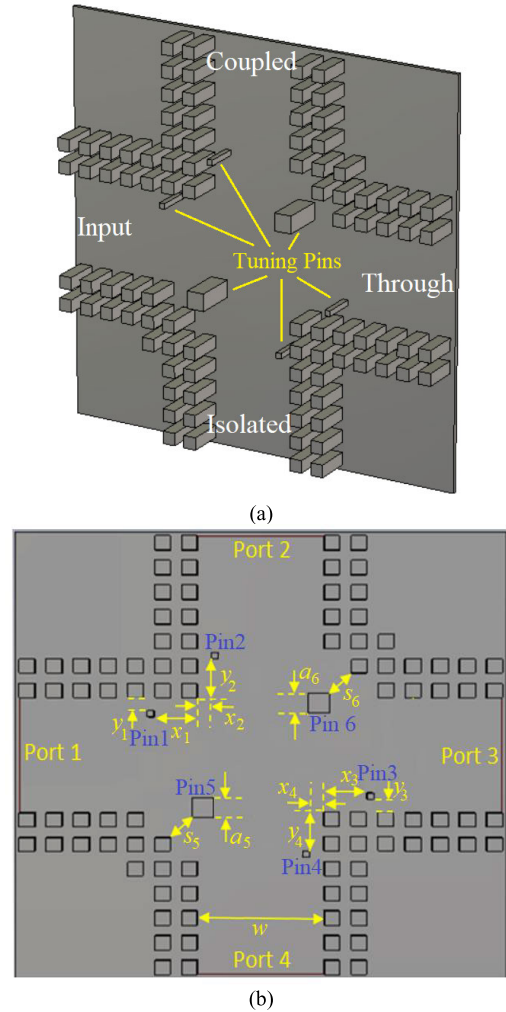 Coupled
Input
Tuning Pins
Through
Isolated
(a)
Port 2
Pin2
y₂
a₆
s₆
x₂
Pin 6
Port 1
y₁
Pin1
x₁
Port 3
Pin5
x₃
Pin3
x₄
y₃
s₅
a₅
y₄
Pin4
w
Port 4
(b)